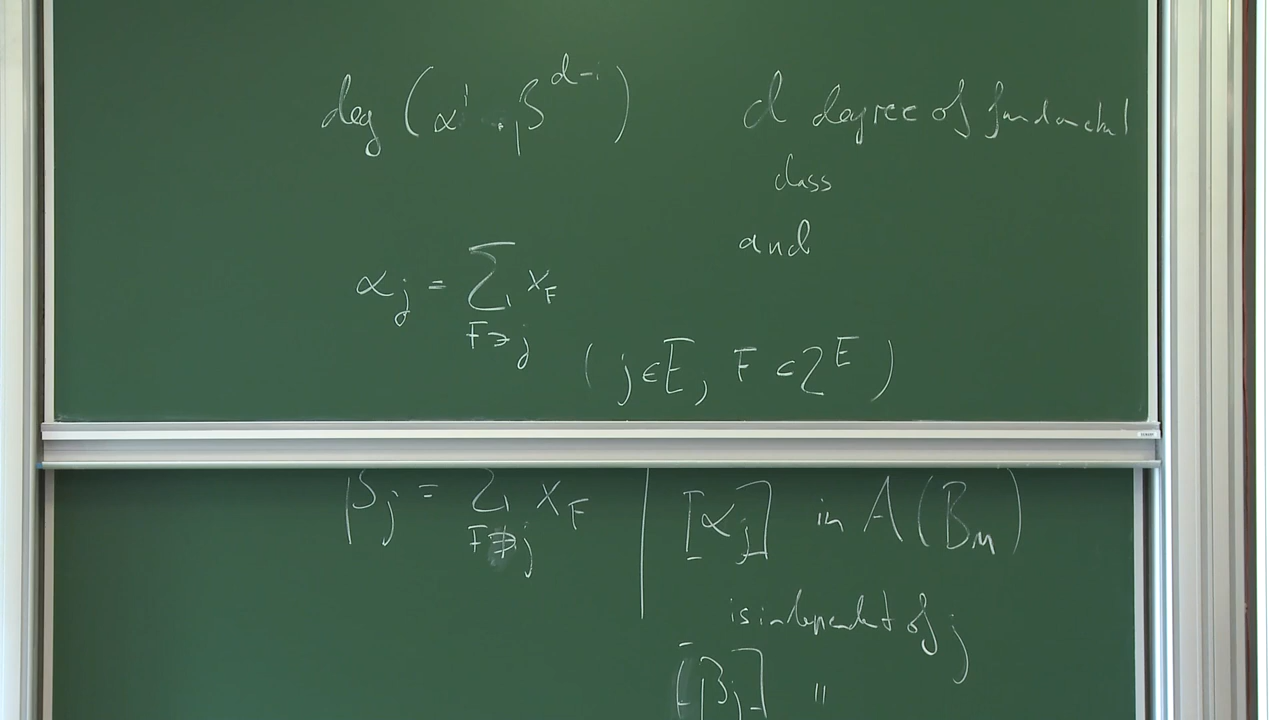 deg (α^i · β^{d-i})
d degree of fundamental
class
and
α_j = Σ_{F∋j} x_F
(j∈E, F∈2^E)
β_j = Σ_{F∌j} x_F
[α_j] in A(B_M)
is independent of j
[β_j] "